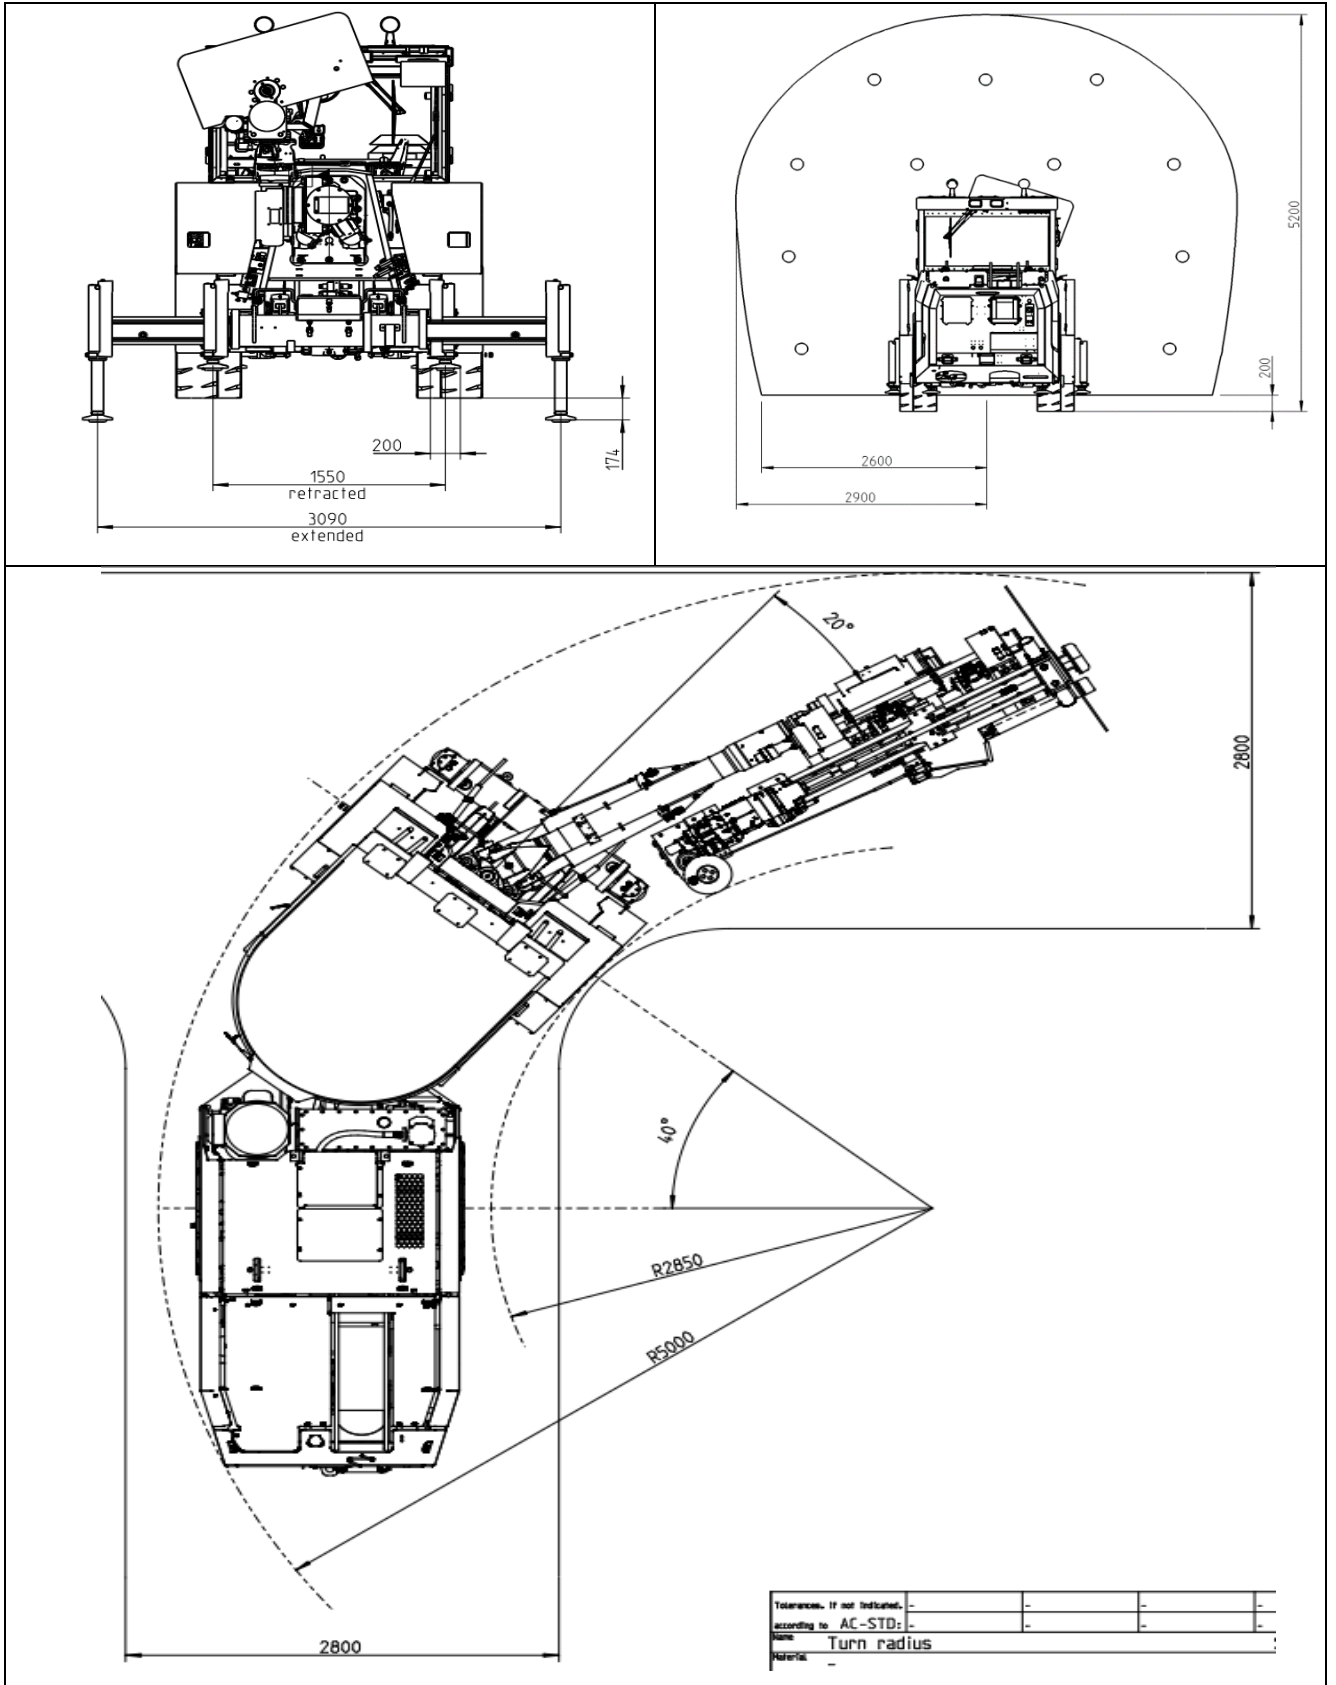 200
174
1550
retracted
3090
extended
5200
200
2600
2900
20°
2800
40°
R2850
R5000
2800
Tolerances. If not indicated. - - - -
according to AC-STD: - - - -
Name Turn radius
Material -